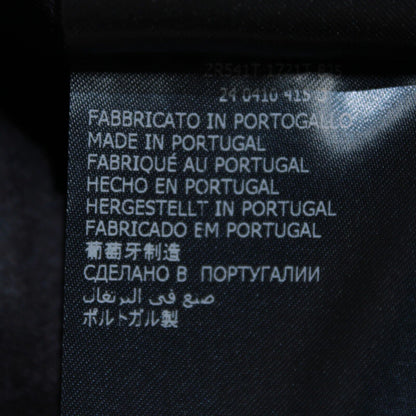 24 0410 415
FABBRICATO IN PORTOGALLO
MADE IN PORTUGAL
FABRIQUÉ AU PORTUGAL
HECHO EN PORTUGAL
HERGESTELLT IN PORTUGAL
FABRICADO EM PORTUGAL
葡萄牙制造
СДЕЛАНО В ПОРТУГАЛИИ
صنع في البرتغال
ポルトガル製